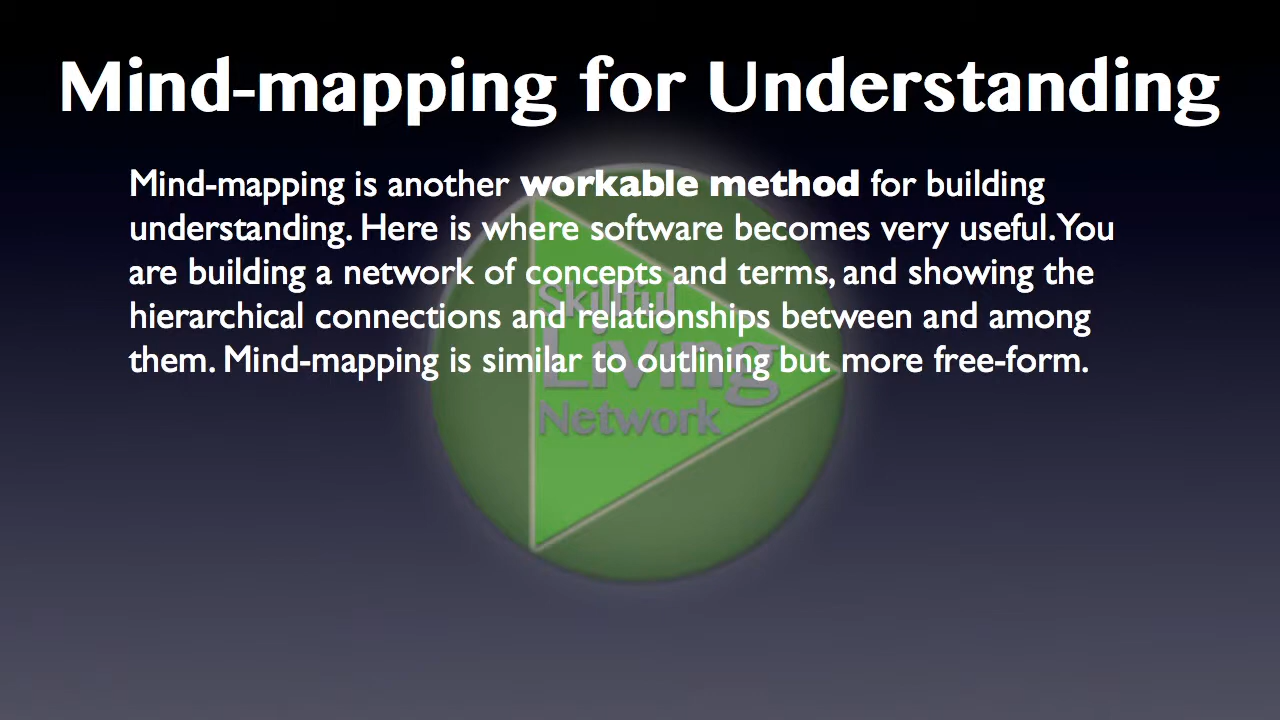 Mind-mapping for Understanding
Mind-mapping is another workable method for building
understanding. Here is where software becomes very useful. You
are building a network of concepts and terms, and showing the
hierarchical connections and relationships between and among
them. Mind-mapping is similar to outlining but more free-form.
Skillful
Living
Network